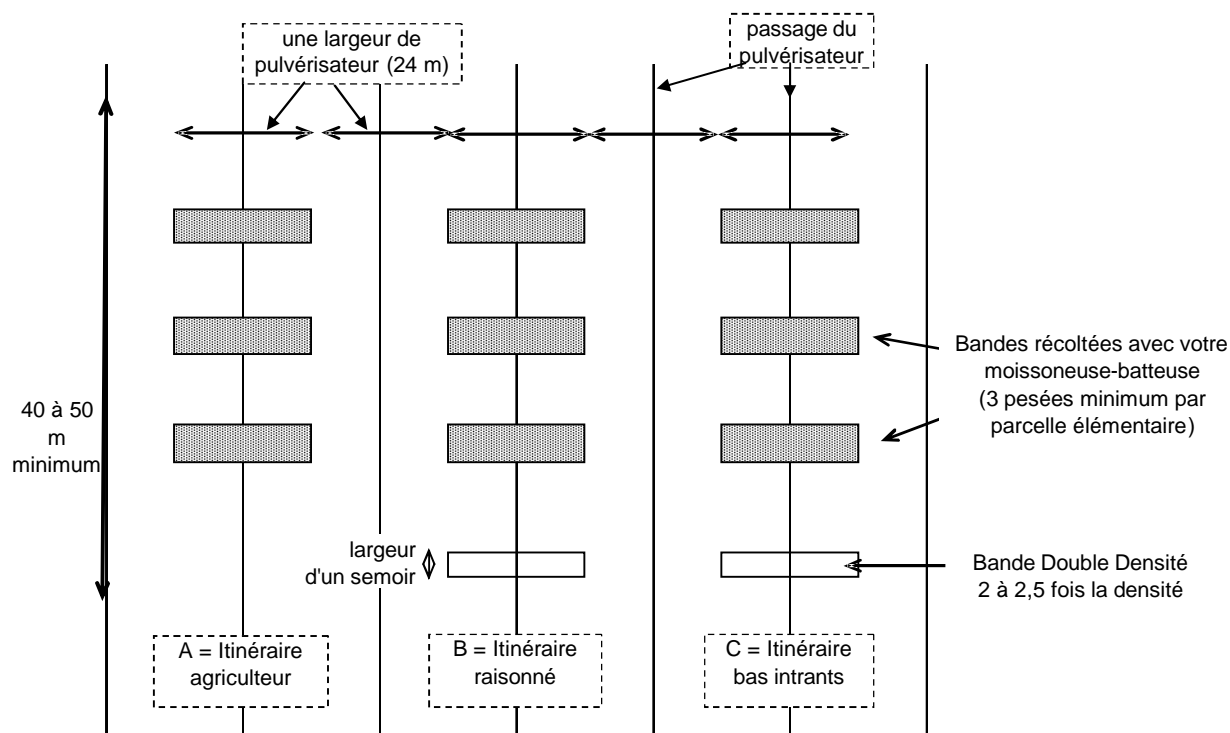 une largeur de
pulvérisateur (24 m)
passage du
pulvérisateur
Bandes récoltées avec votre
moissoneuse-batteuse
(3 pesées minimum par
parcelle élémentaire)
40 à 50
m
minimum
largeur
d'un semoir
Bande Double Densité
2 à 2,5 fois la densité
A = Itinéraire
agriculteur
B = Itinéraire
raisonné
C = Itinéraire
bas intrants